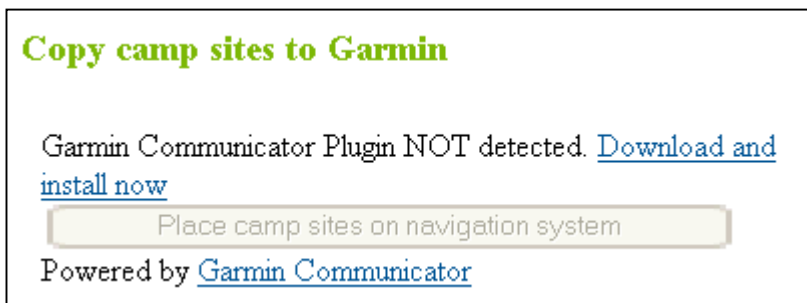 Copy camp sites to Garmin
Garmin Communicator Plugin NOT detected. Download and
install now
Place camp sites on navigation system
Powered by Garmin Communicator